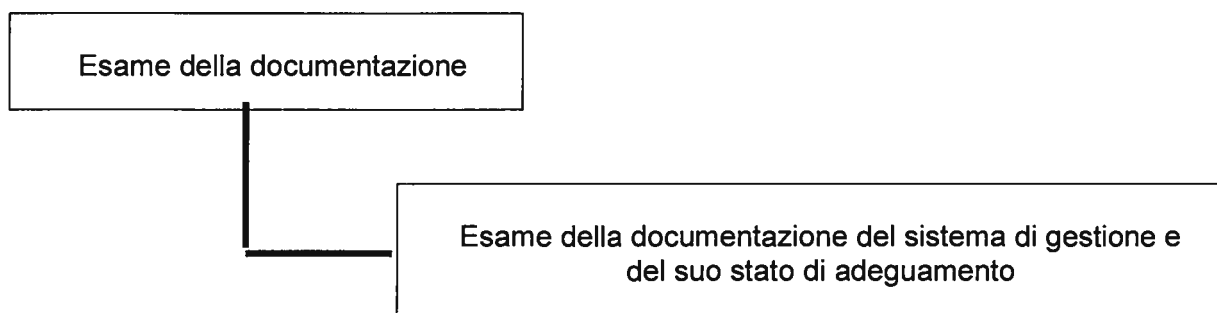 Esame della documentazione
Esame della documentazione del sistema di gestione e
del suo stato di adeguamento